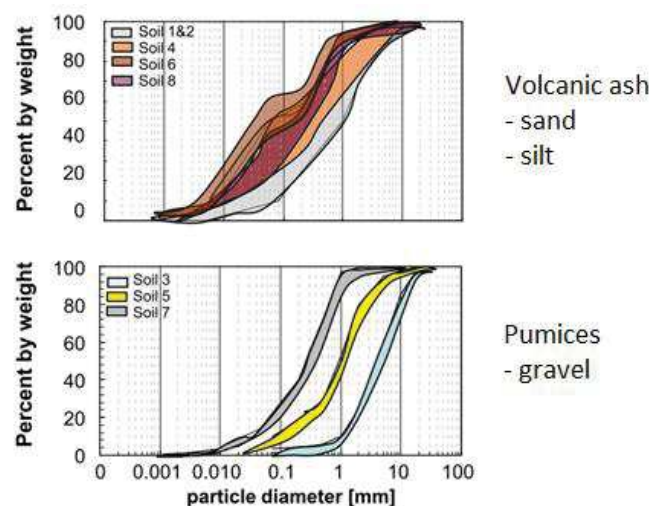 100
80
60
40
20
0
Percent by weight
Soil 1&2
Soil 4
Soil 6
Soil 8
Volcanic ash
- sand
- silt
100
80
60
40
20
0
Percent by weight
Soil 3
Soil 5
Soil 7
Pumices
- gravel
0 0.001 0.010 0.1 1 10 100
particle diameter [mm]